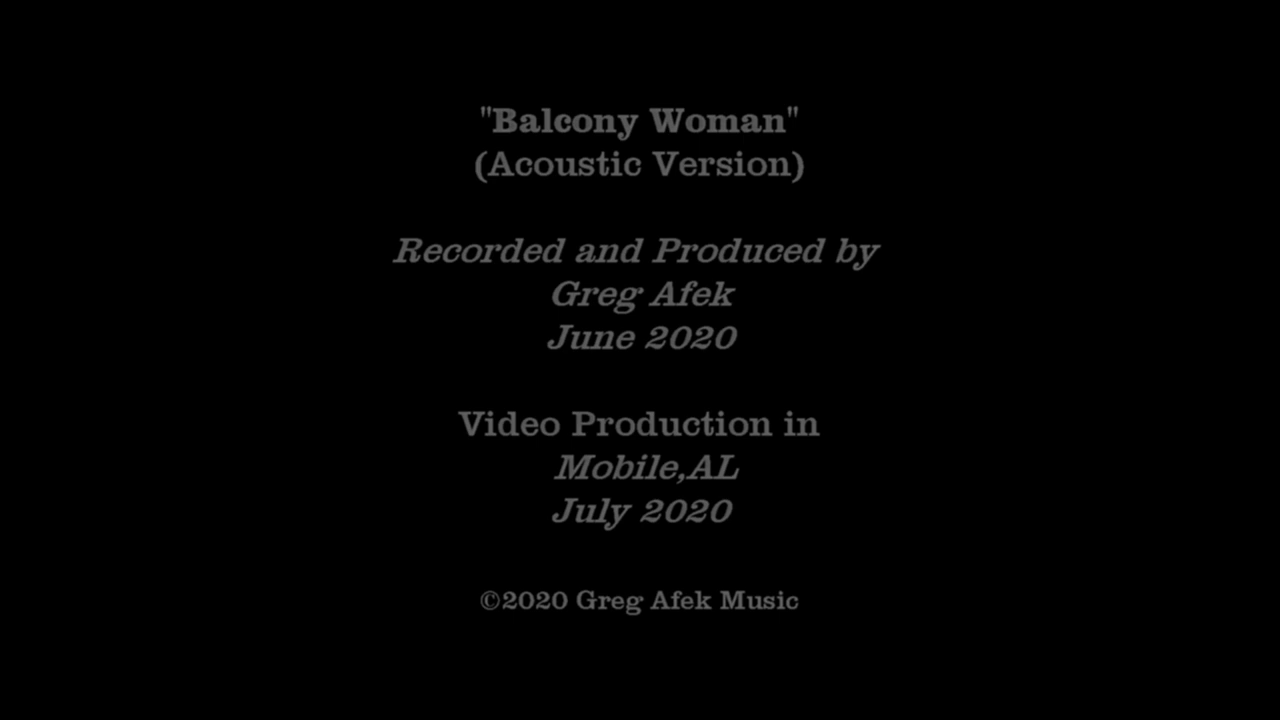 "Balcony Woman"
(Acoustic Version)
Recorded and Produced by
Greg Afek
June 2020
Video Production in
Mobile,AL
July 2020
©2020 Greg Afek Music